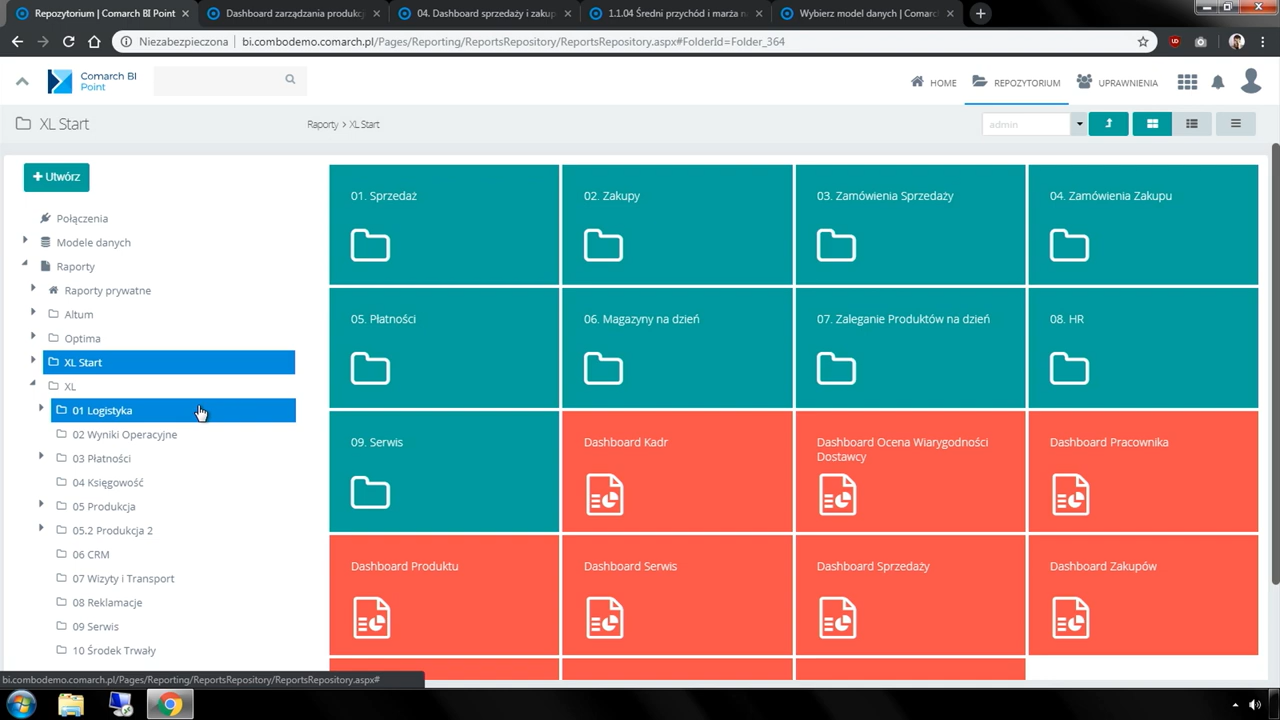 Repozytorium | Comarch BI Point
Dashboard zarządzania produkcj
04. Dashboard sprzedaży i zakup
1.1.04 Średni przychód i marża n
Wybierz model danych | Comarc
Niezabezpieczona
bi.combodemo.comarch.pl/Pages/Reporting/ReportsRepository/ReportsRepository.aspx#FolderId=Folder_364
Comarch BI
Point
HOME
REPOZYTORIUM
UPRAWNIENIA
XL Start
Raporty > XL Start
admin
+ Utwórz
Połączenia
Modele danych
Raporty
Raporty prywatne
Altum
Optima
XL Start
XL
01 Logistyka
02 Wyniki Operacyjne
03 Płatności
04 Księgowość
05 Produkcja
05.2 Produkcja 2
06 CRM
07 Wizyty i Transport
08 Reklamacje
09 Serwis
10 Środek Trwały
01. Sprzedaż
02. Zakupy
03. Zamówienia Sprzedaży
04. Zamówienia Zakupu
05. Płatności
06. Magazyny na dzień
07. Zaleganie Produktów na dzień
08. HR
09. Serwis
Dashboard Kadr
Dashboard Ocena Wiarygodności
Dostawcy
Dashboard Pracownika
Dashboard Produktu
Dashboard Serwis
Dashboard Sprzedaży
Dashboard Zakupów
bi.combodemo.comarch.pl/Pages/Reporting/ReportsRepository/ReportsRepository.aspx#